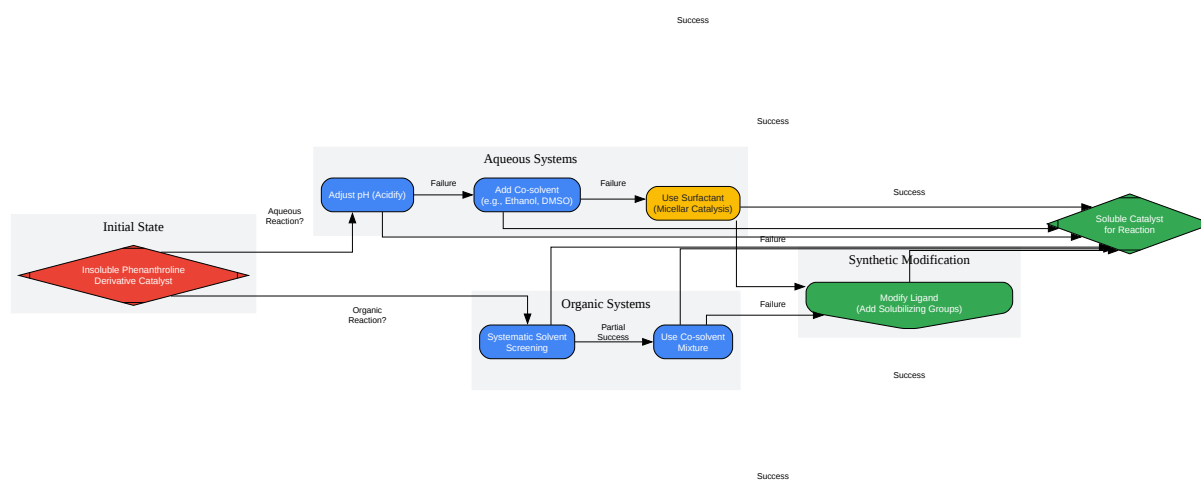 Success
Success
Aqueous Systems
Adjust pH (Acidify)
Failure
Add Co-solvent
(e.g., Ethanol, DMSO)
Failure
Use Surfactant
(Micellar Catalysis)
Success
Soluble Catalyst
for Reaction
Aqueous
Reaction?
Initial State
Insoluble Phenanthroline
Derivative Catalyst
Failure
Synthetic Modification
Modify Ligand
(Add Solubilizing Groups)
Organic
Reaction?
Organic Systems
Systematic Solvent
Screening
Partial
Success
Use Co-solvent
Mixture
Failure
Success
Success